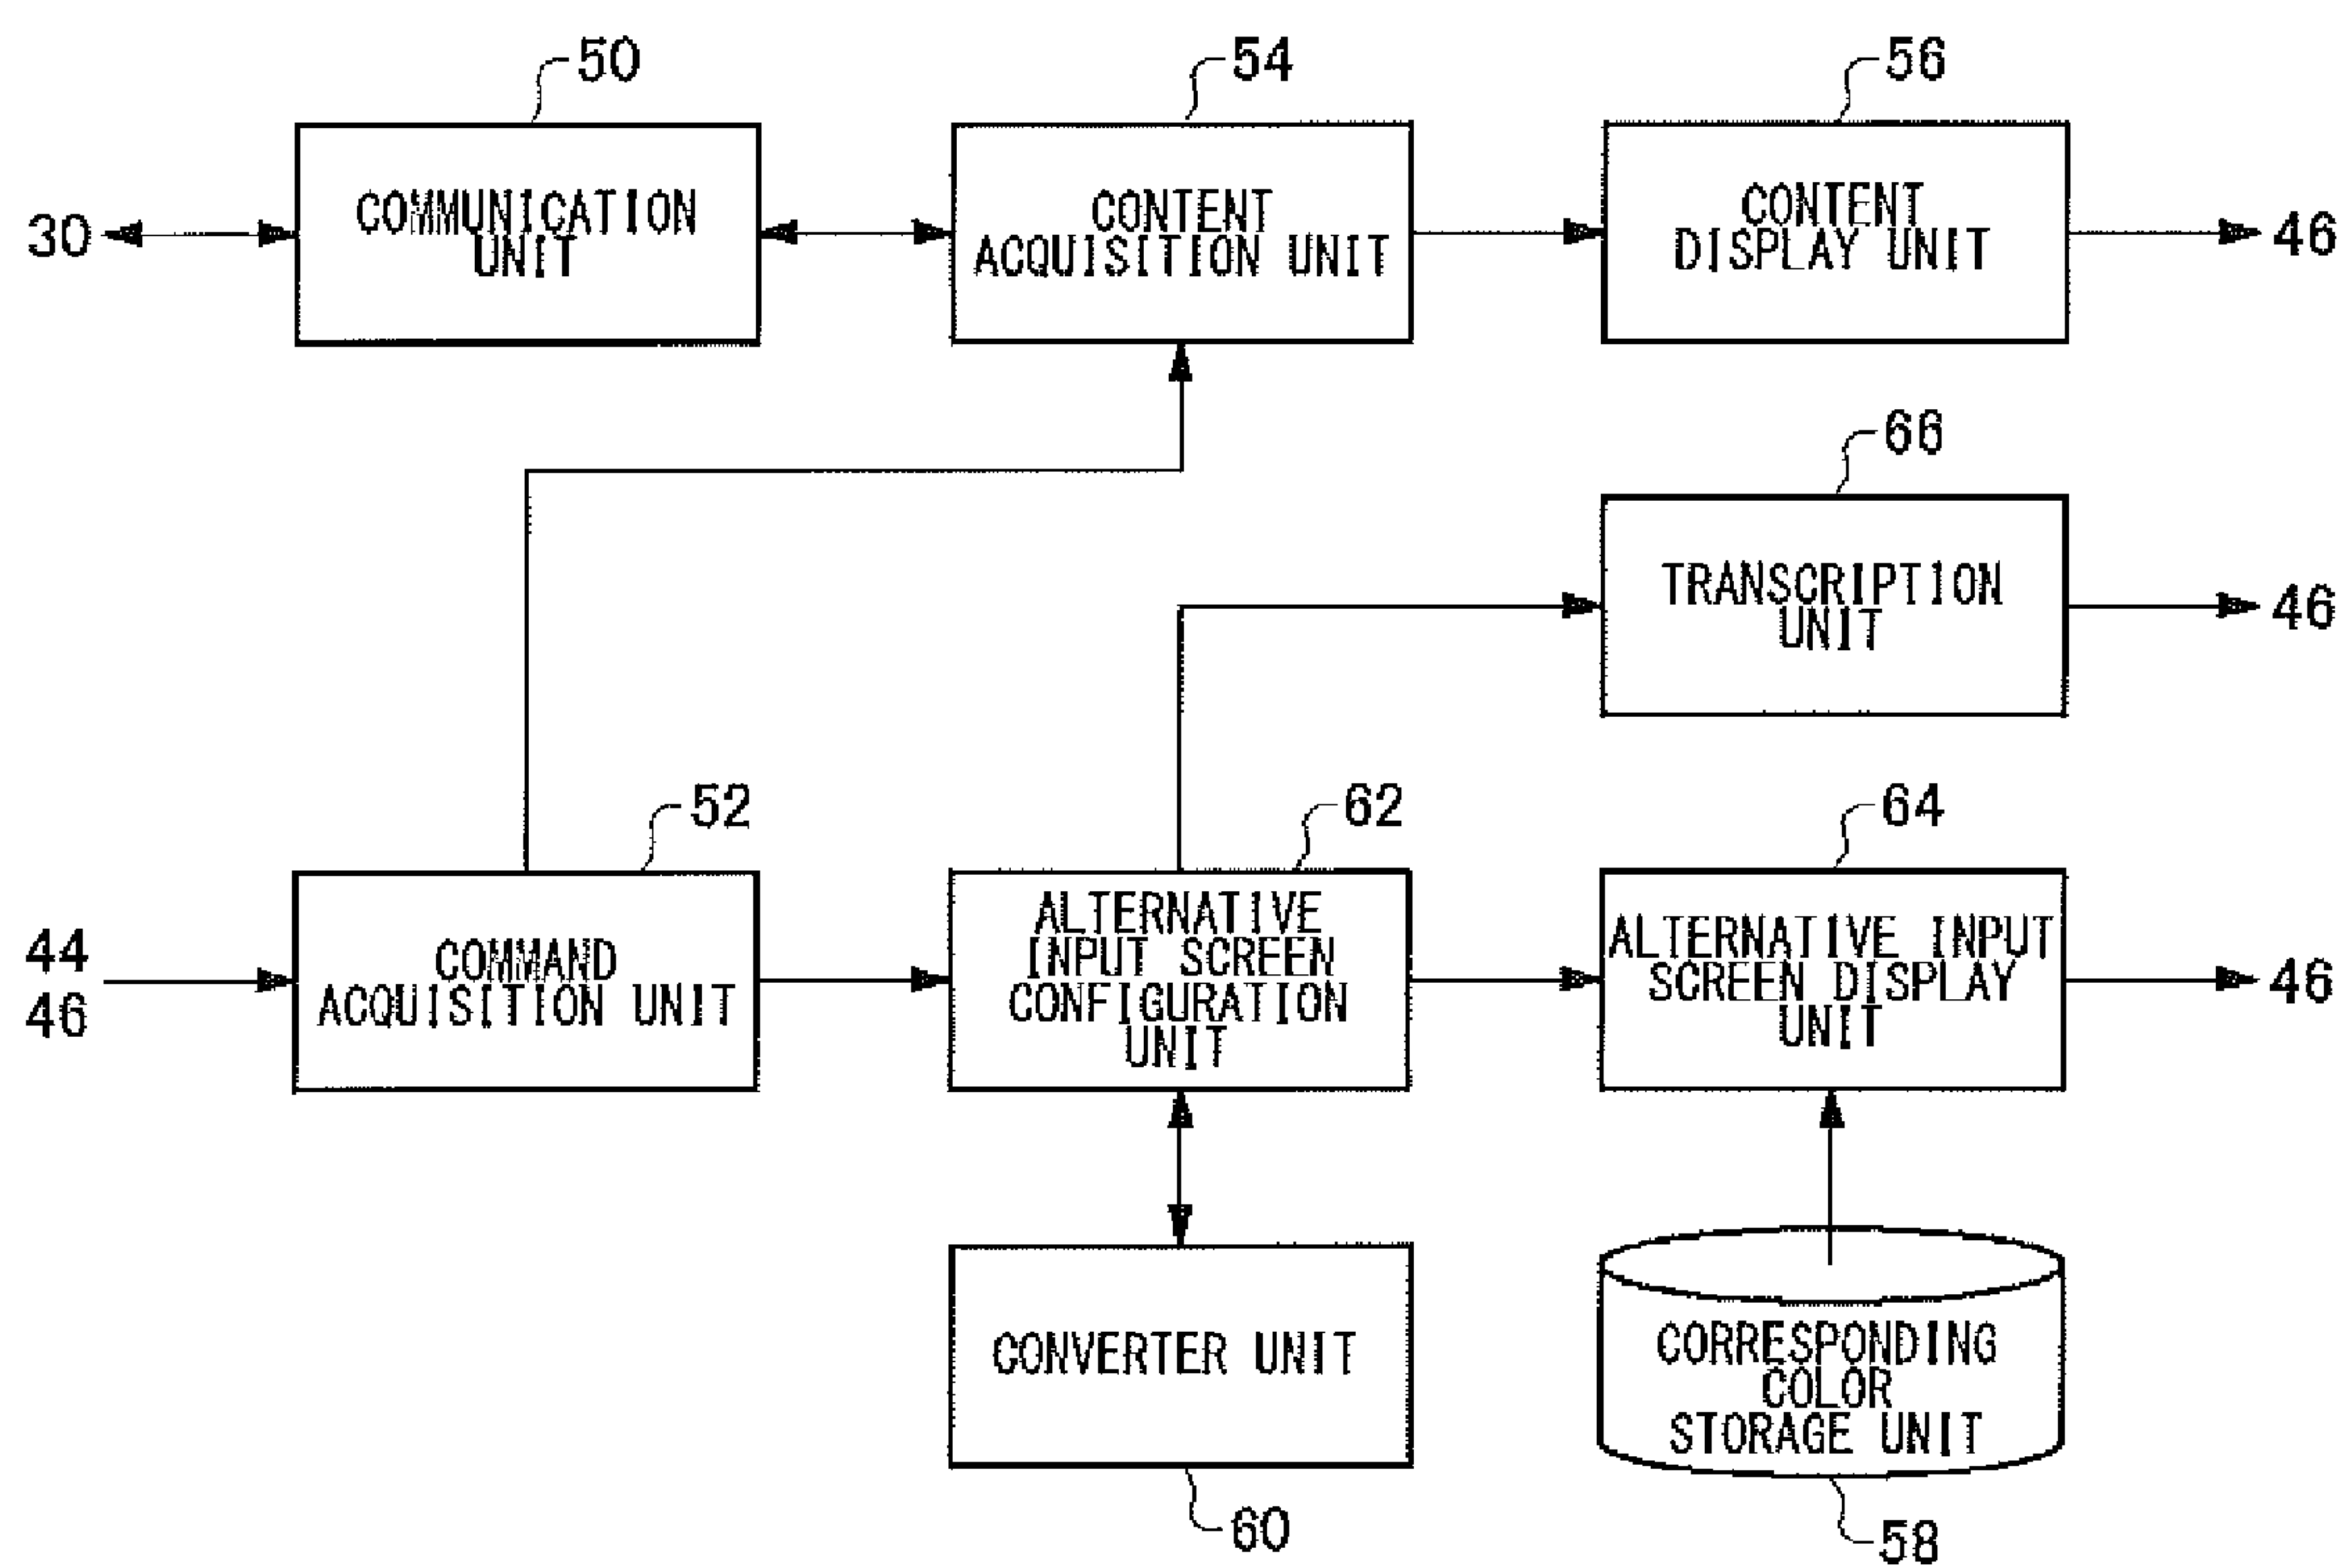 50
54
56
COMMUNICATION
UNIT
CONTENT
ACQUISITION UNIT
CONTENT
DISPLAY UNIT
30
46
66
TRANSCRIPTION
UNIT
46
52
62
64
44
46
COMMAND
ACQUISITION UNIT
ALTERNATIVE
INPUT SCREEN
CONFIGURATION
UNIT
ALTERNATIVE INPUT
SCREEN DISPLAY
UNIT
46
CONVERTER UNIT
CORRESPONDING
COLOR
STORAGE UNIT
60
58